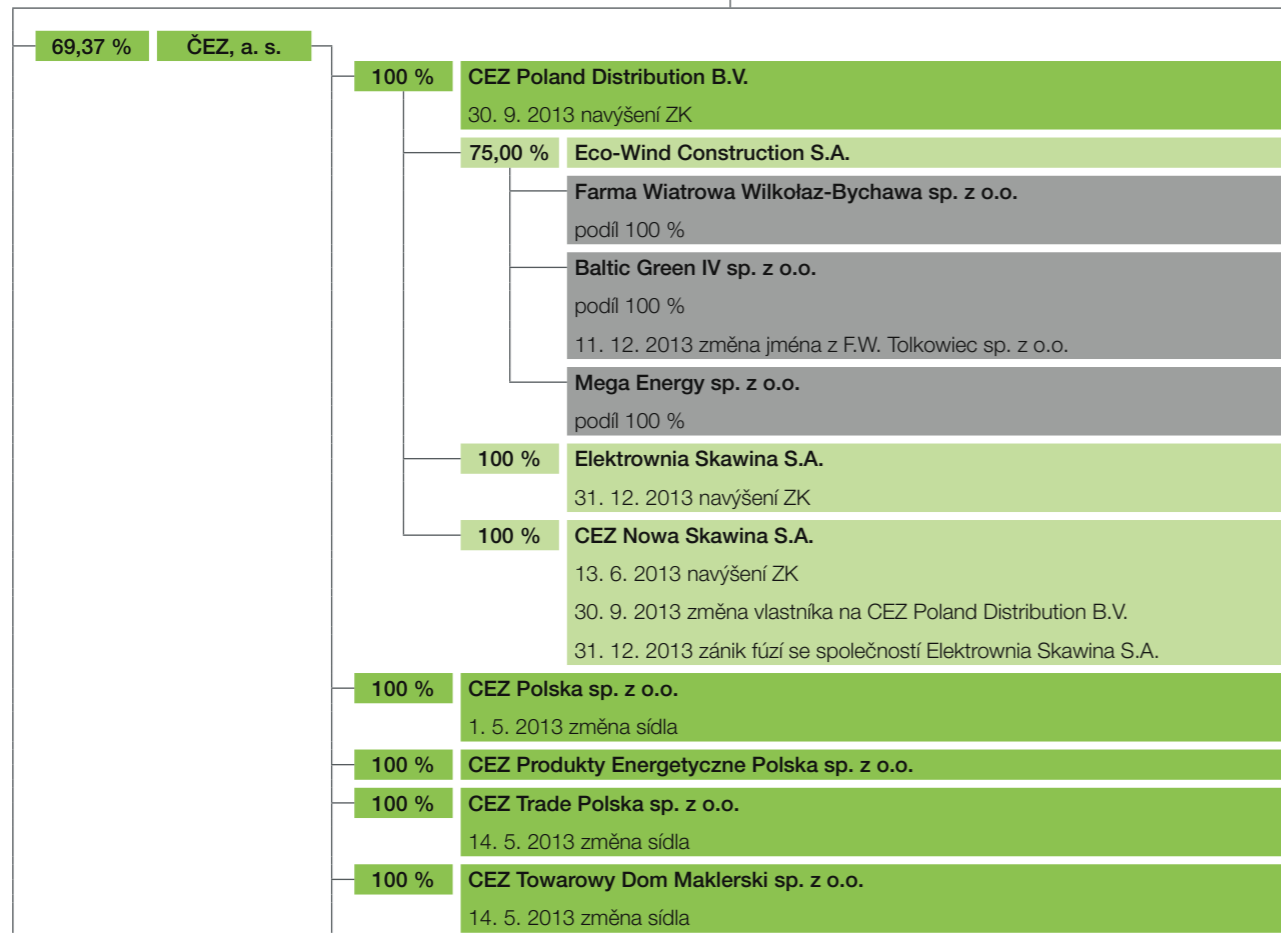 69,37 % ČEZ, a. s.
100 % CEZ Poland Distribution B.V.
30. 9. 2013 navýšení ZK
75,00 % Eco-Wind Construction S.A.
Farma Wiatrowa Wilkołaz-Bychawa sp. z o.o.
podíl 100 %
Baltic Green IV sp. z o.o.
podíl 100 %
11. 12. 2013 změna jména z F.W. Tolkowiec sp. z o.o.
Mega Energy sp. z o.o.
podíl 100 %
100 % Elektrownia Skawina S.A.
31. 12. 2013 navýšení ZK
100 % CEZ Nowa Skawina S.A.
13. 6. 2013 navýšení ZK
30. 9. 2013 změna vlastníka na CEZ Poland Distribution B.V.
31. 12. 2013 zánik fúzí se společností Elektrownia Skawina S.A.
100 % CEZ Polska sp. z o.o.
1. 5. 2013 změna sídla
100 % CEZ Produkty Energetyczne Polska sp. z o.o.
100 % CEZ Trade Polska sp. z o.o.
14. 5. 2013 změna sídla
100 % CEZ Towarowy Dom Maklerski sp. z o.o.
14. 5. 2013 změna sídla